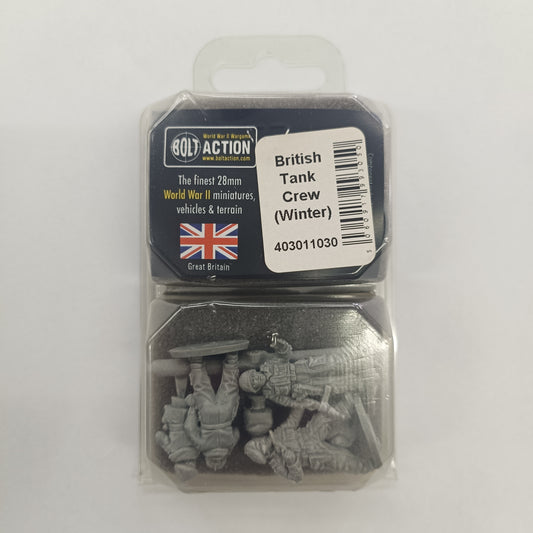 World War II Wargame
BOLT ACTION
www.boltaction.com
The finest 28mm
World War II miniatures,
vehicles & terrain
Great Britain
British
Tank
Crew
(Winter)
403011030